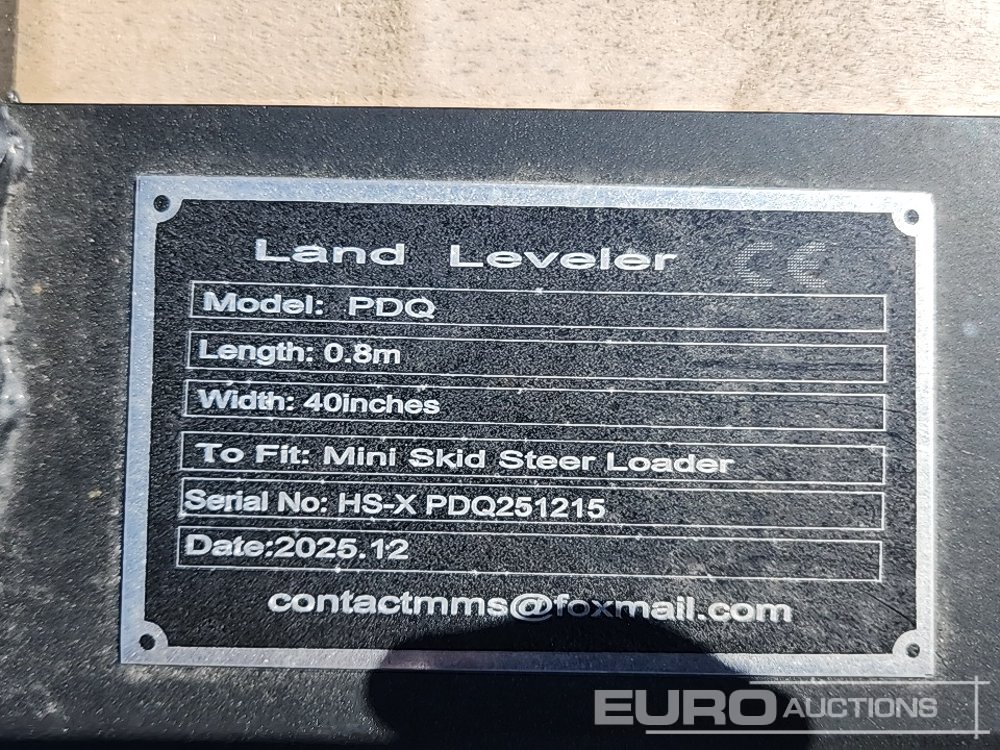 Land Leveler CE
Model: PDQ
Length: 0.8m
Width: 40inches
To Fit: Mini Skid Steer Loader
Serial No: HS-X PDQ251215
Date:2025.12
contactmms@foxmail.com
EURO AUCTIONS